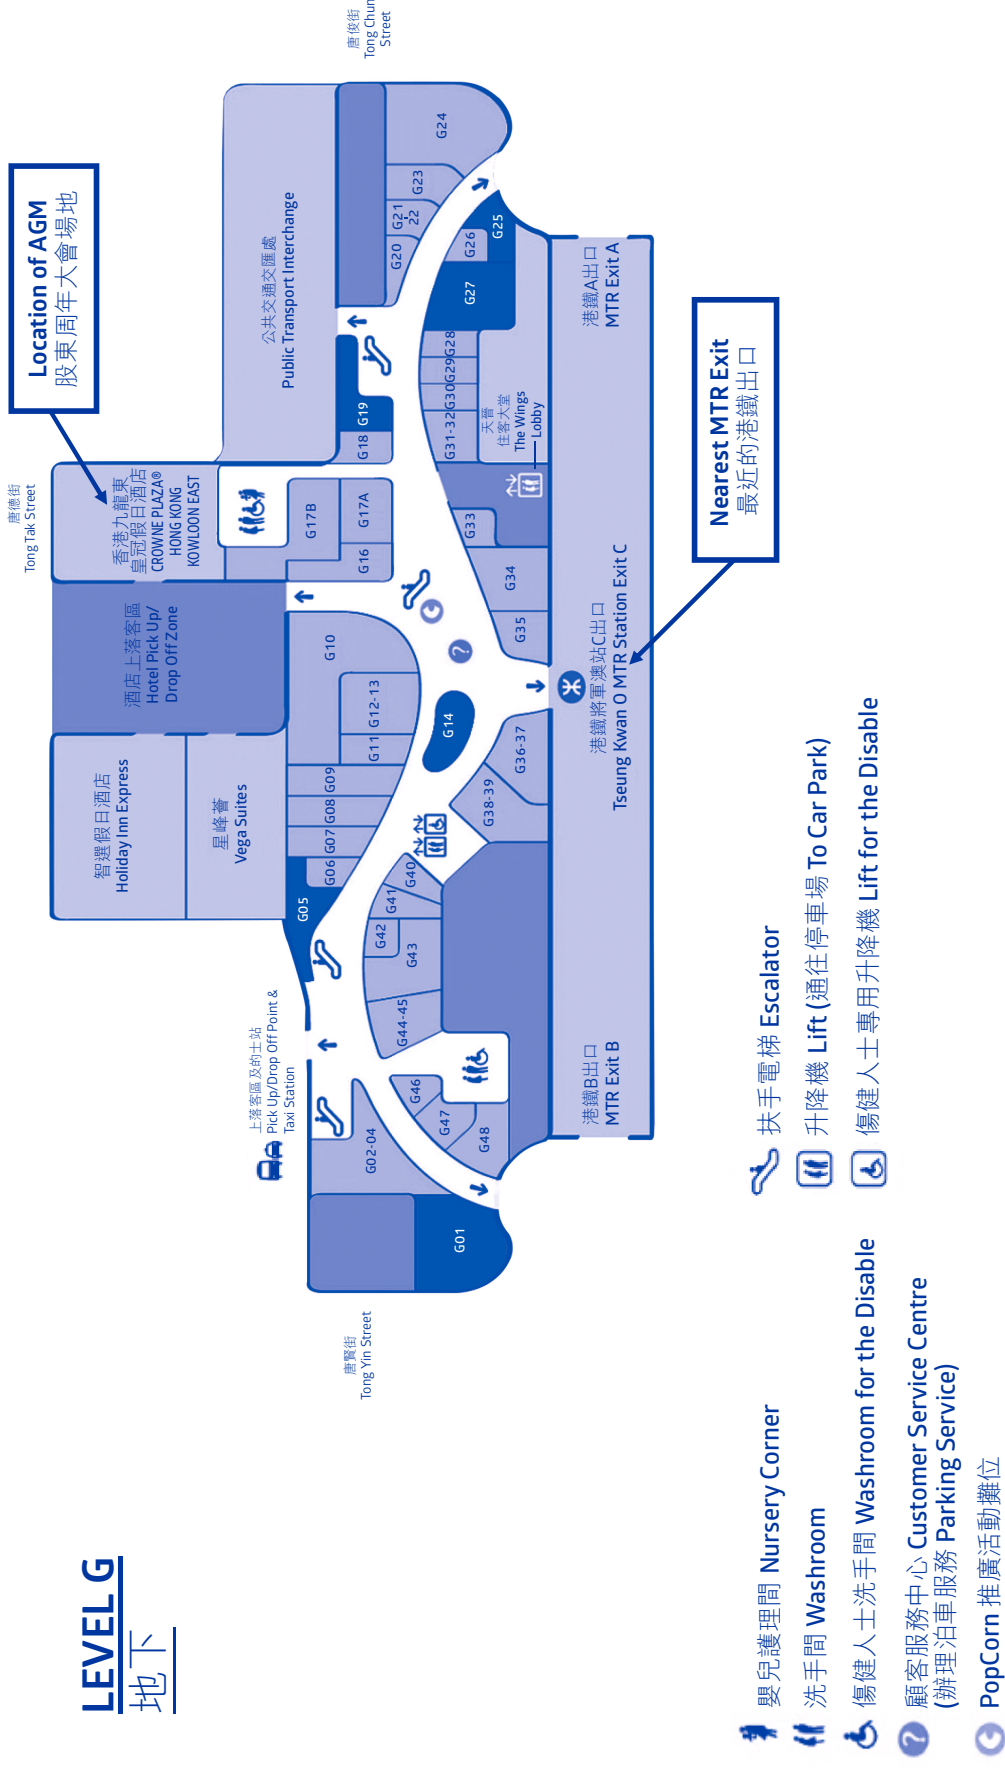 LEVEL G
地下
Location of AGM
股東周年大會場地
唐德街
Tong Tak Street
唐俊街
Tong Chun
Street
唐賢街
Tong Yin Street
智選假日酒店
Holiday Inn Express
星峰薈
Vega Suites
酒店上落客區
Hotel Pick Up/
Drop Off Zone
香港九龍東
皇冠假日酒店
CROWNE PLAZA®
HONG KONG
KOWLOON EAST
公共交通交匯處
Public Transport Interchange
上落客區及的士站
Pick Up/Drop Off Point &
Taxi Station
G01
G02-04
G05
G06
G07
G08
G09
G10
G11
G12-13
G14
G16
G17A
G17B
G18
G19
G20
G21
-22
G23
G24
G25
G26
G27
G28
G29
G30
G31-32
G33
G34
G35
G36-37
G38-39
G40
G41
G42
G43
G44-45
G46
G47
G48
天晉
住客大堂
The Wings
Lobby
港鐵B出口
MTR Exit B
港鐵將軍澳站C出口
Tseung Kwan O MTR Station Exit C
港鐵A出口
MTR Exit A
Nearest MTR Exit
最近的港鐵出口
嬰兒護理間 Nursery Corner
洗手間 Washroom
傷健人士洗手間 Washroom for the Disable
顧客服務中心 Customer Service Centre
(辦理泊車服務 Parking Service)
PopCorn 推廣活動攤位
扶手電梯 Escalator
升降機 Lift (通往停車場 To Car Park)
傷健人士專用升降機 Lift for the Disable